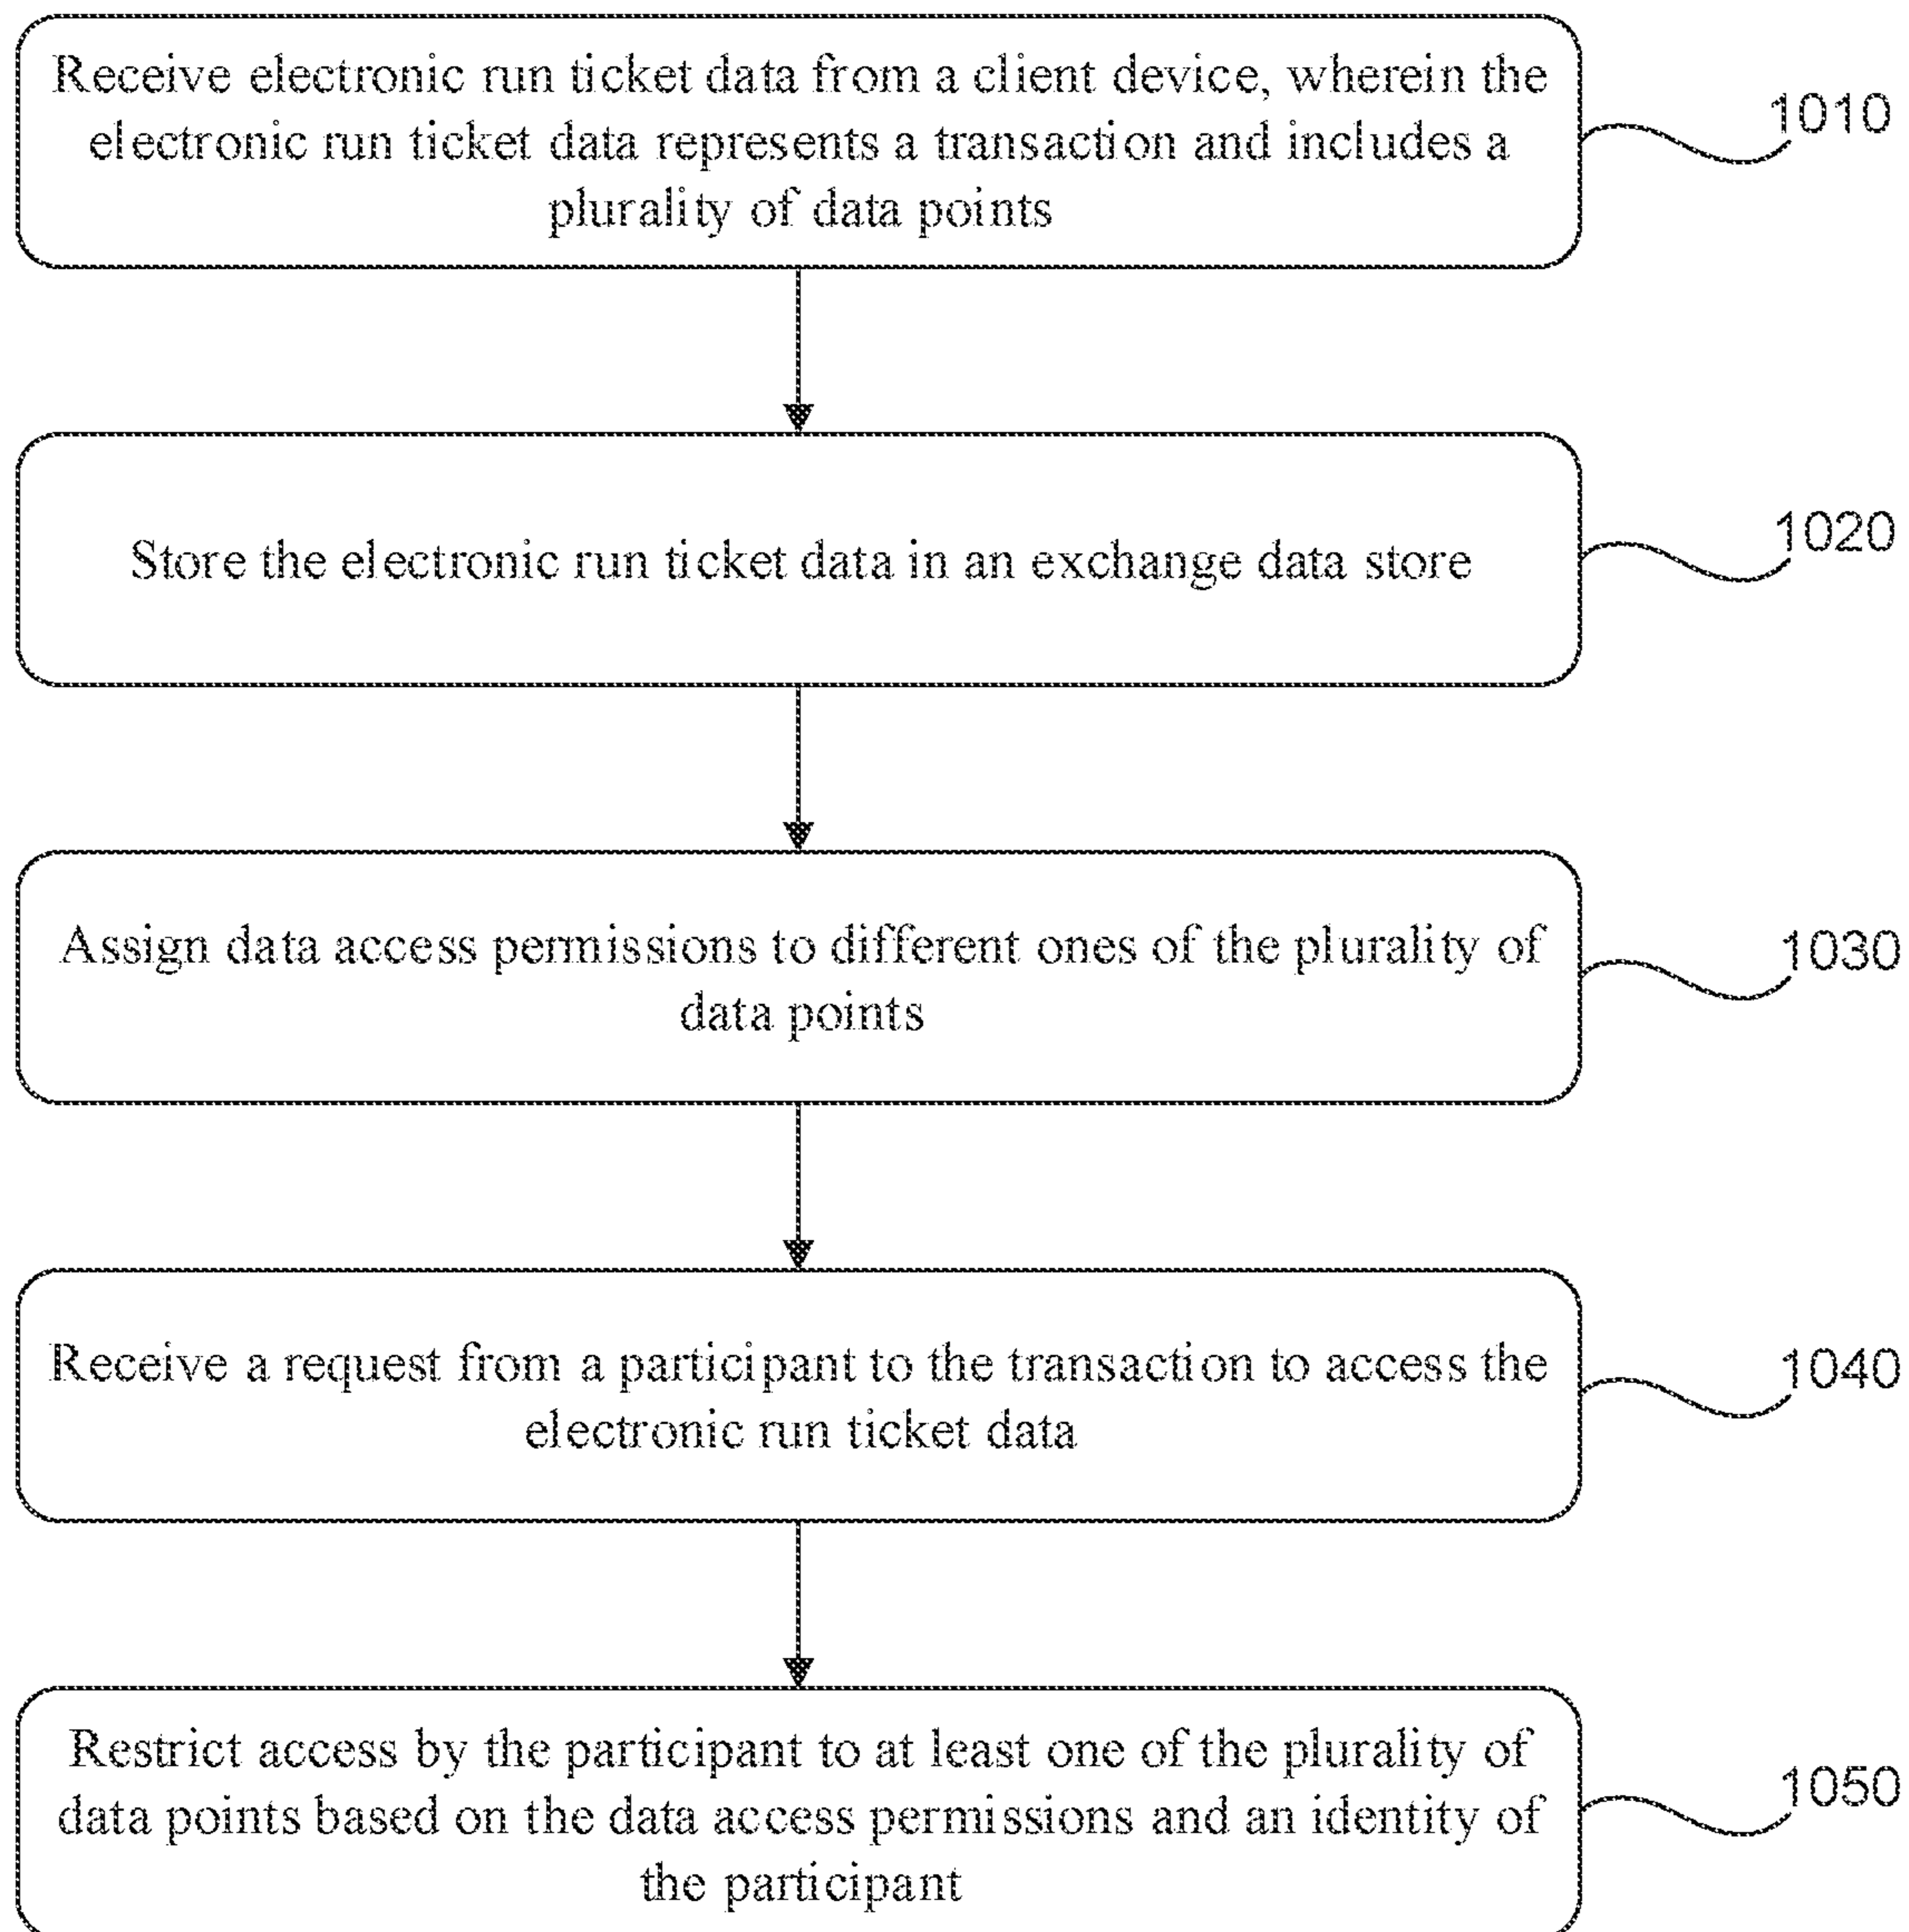 Receive electronic run ticket data from a client device, wherein the
electronic run ticket data represents a transaction and includes a
plurality of data points
1010
Store the electronic run ticket data in an exchange data store
1020
Assign data access permissions to different ones of the plurality of
data points
1030
Receive a request from a participant to the transaction to access the
electronic run ticket data
1040
Restrict access by the participant to at least one of the plurality of
data points based on the data access permissions and an identity of
the participant
1050